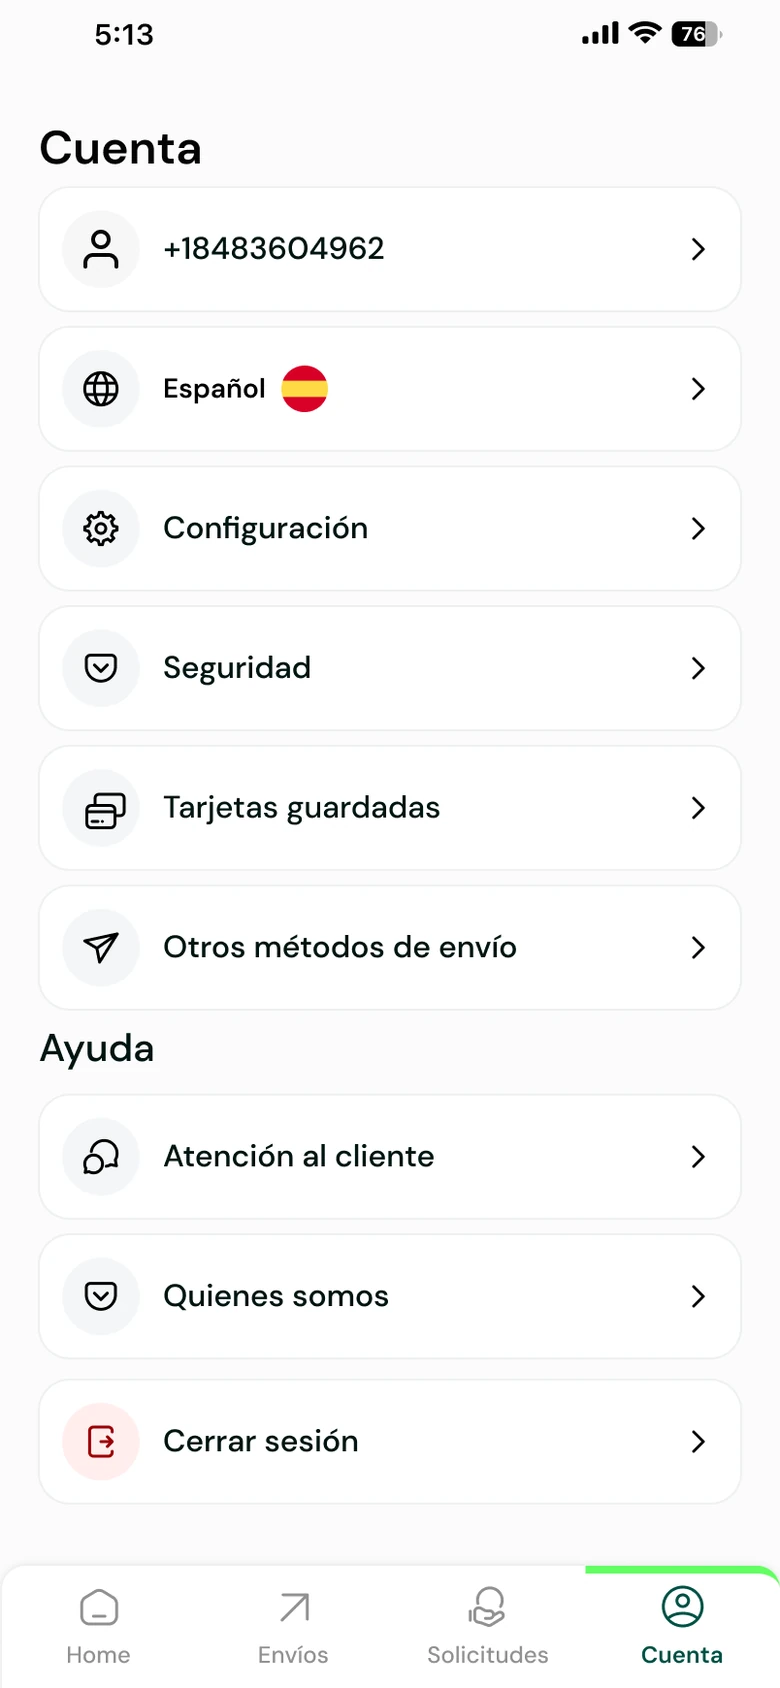 5:13
76
Cuenta
+18483604962
Español
Configuración
Seguridad
Tarjetas guardadas
Otros métodos de envío
Ayuda
Atención al cliente
Quienes somos
Cerrar sesión
Home
Envíos
Solicitudes
Cuenta